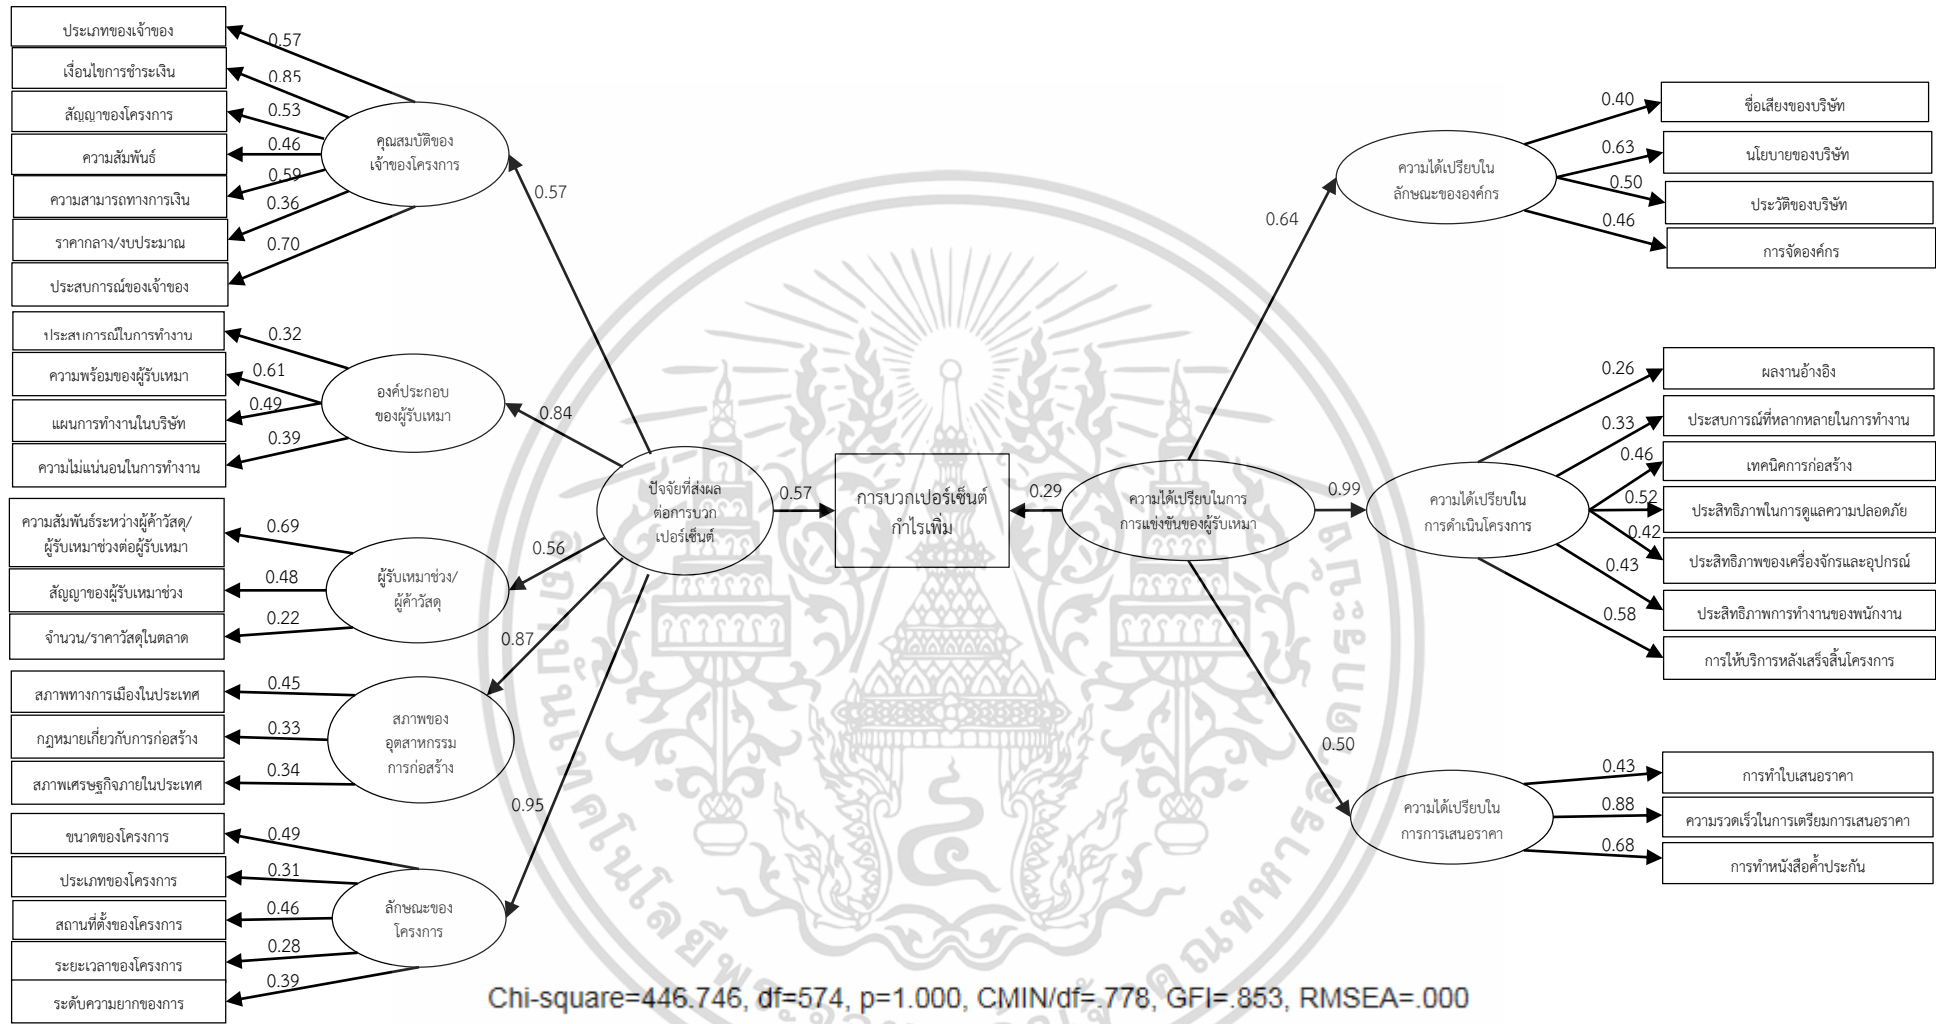 ประเภทของเจ้าของ
เงื่อนไขการชำระเงิน
สัญญาของโครงการ
ความสัมพันธ์
ความสามารถทางการเงิน
ราคากลาง/งบประมาณ
ประสบการณ์ของเจ้าของ
0.57
0.85
0.53
0.46
0.59
0.36
0.70
คุณสมบัติของ
เจ้าของโครงการ
0.57
ประสบการณ์ในการทำงาน
ความพร้อมของผู้รับเหมา
แผนการทำงานในบริษัท
ความไม่แน่นอนในการทำงาน
0.32
0.61
0.49
0.39
องค์ประกอบ
ของผู้รับเหมา
0.84
ความสัมพันธ์ระหว่างผู้ค้าวัสดุ/
ผู้รับเหมาช่วงต่อผู้รับเหมา
สัญญาของผู้รับเหมาช่วง
จำนวน/ราคาวัสดุในตลาด
0.69
0.48
0.22
ผู้รับเหมาช่วง/
ผู้ค้าวัสดุ
0.56
สภาพทางการเมืองในประเทศ
กฎหมายเกี่ยวกับการก่อสร้าง
สภาพเศรษฐกิจภายในประเทศ
0.45
0.33
0.34
สภาพของ
อุตสาหกรรม
การก่อสร้าง
0.87
ขนาดของโครงการ
ประเภทของโครงการ
สถานที่ตั้งของโครงการ
ระยะเวลาของโครงการ
ระดับความยากของการ
0.49
0.31
0.46
0.28
0.39
ลักษณะของ
โครงการ
0.95
ปัจจัยที่ส่งผล
ต่อการบวก
เปอร์เซ็นต์
0.57
การบวกเปอร์เซ็นต์
กำไรเพิ่ม
0.29
ความได้เปรียบในการ
การแข่งขันของผู้รับเหมา
0.64
0.99
0.50
ความได้เปรียบใน
ลักษณะขององค์กร
0.40
0.63
0.50
0.46
ชื่อเสียงของบริษัท
นโยบายของบริษัท
ประวัติของบริษัท
การจัดองค์กร
ความได้เปรียบใน
การดำเนินโครงการ
0.26
0.33
0.46
0.52
0.42
0.43
0.58
ผลงานอ้างอิง
ประสบการณ์ที่หลากหลายในการทำงาน
เทคนิคการก่อสร้าง
ประสิทธิภาพในการดูแลความปลอดภัย
ประสิทธิภาพของเครื่องจักรและอุปกรณ์
ประสิทธิภาพการทำงานของพนักงาน
การให้บริการหลังเสร็จสิ้นโครงการ
ความได้เปรียบใน
การการเสนอราคา
0.43
0.88
0.68
การทำใบเสนอราคา
ความรวดเร็วในการเตรียมการเสนอราคา
การทำหนังสือค้ำประกัน
Chi-square=446.746, df=574, p=1.000, CMIN/df=.778, GFI=.853, RMSEA=.000